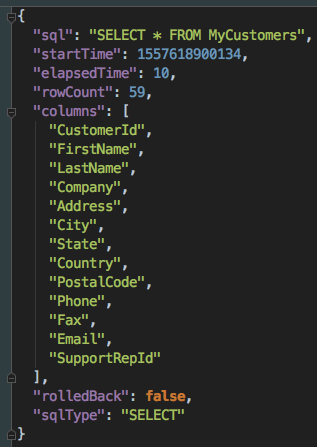 {
"sql": "SELECT * FROM MyCustomers",
"startTime": 1557618900134,
"elapsedTime": 10,
"rowCount": 59,
"columns": [
"CustomerId",
"FirstName",
"LastName",
"Company",
"Address",
"City",
"State",
"Country",
"PostalCode",
"Phone",
"Fax",
"Email",
"SupportRepId"
],
"rolledBack": false,
"sqlType": "SELECT"
}